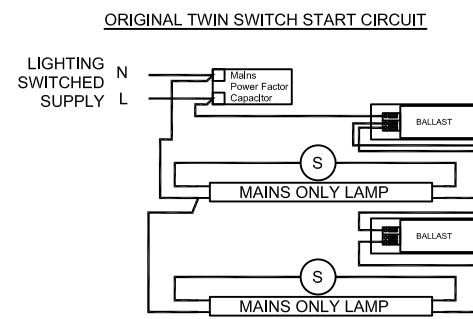 ORIGINAL TWIN SWITCH START CIRCUIT
LIGHTING
SWITCHED
SUPPLY
N
L
Mains
Power Factor
Capacitor
BALLAST
S
MAINS ONLY LAMP
BALLAST
S
MAINS ONLY LAMP